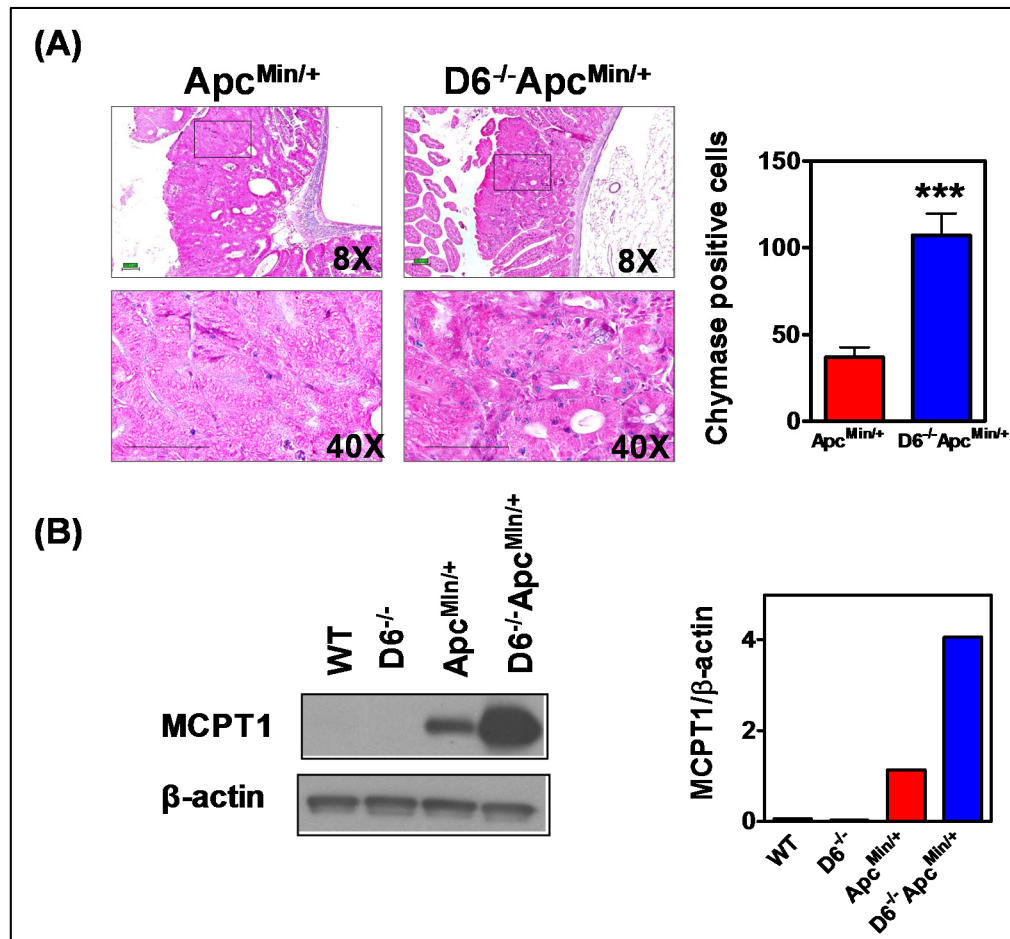 (A)
Apc^Min/+
D6^-/-Apc^Min/+
8X
8X
40X
40X
Chymase positive cells
150
100
50
0
***
Apc^Min/+
D6^-/-Apc^Min/+
(B)
WT
D6^-/-
Apc^Min/+
D6^-/-Apc^Min/+
MCPT1
β-actin
MCPT1/β-actin
4
2
0
WT
D6^-/-
Apc^Min/+
D6^-/-Apc^Min/+